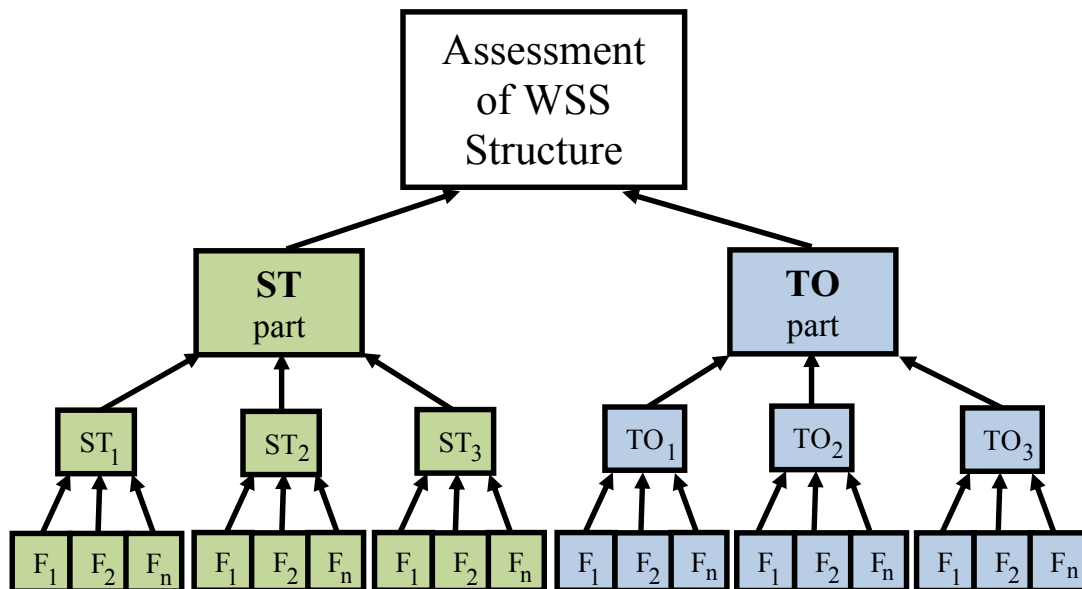 Assessment
of WSS
Structure
ST
part
TO
part
ST₁
ST₂
ST₃
TO₁
TO₂
TO₃
F₁ F₂ Fₙ
F₁ F₂ Fₙ
F₁ F₂ Fₙ
F₁ F₂ Fₙ
F₁ F₂ Fₙ
F₁ F₂ Fₙ